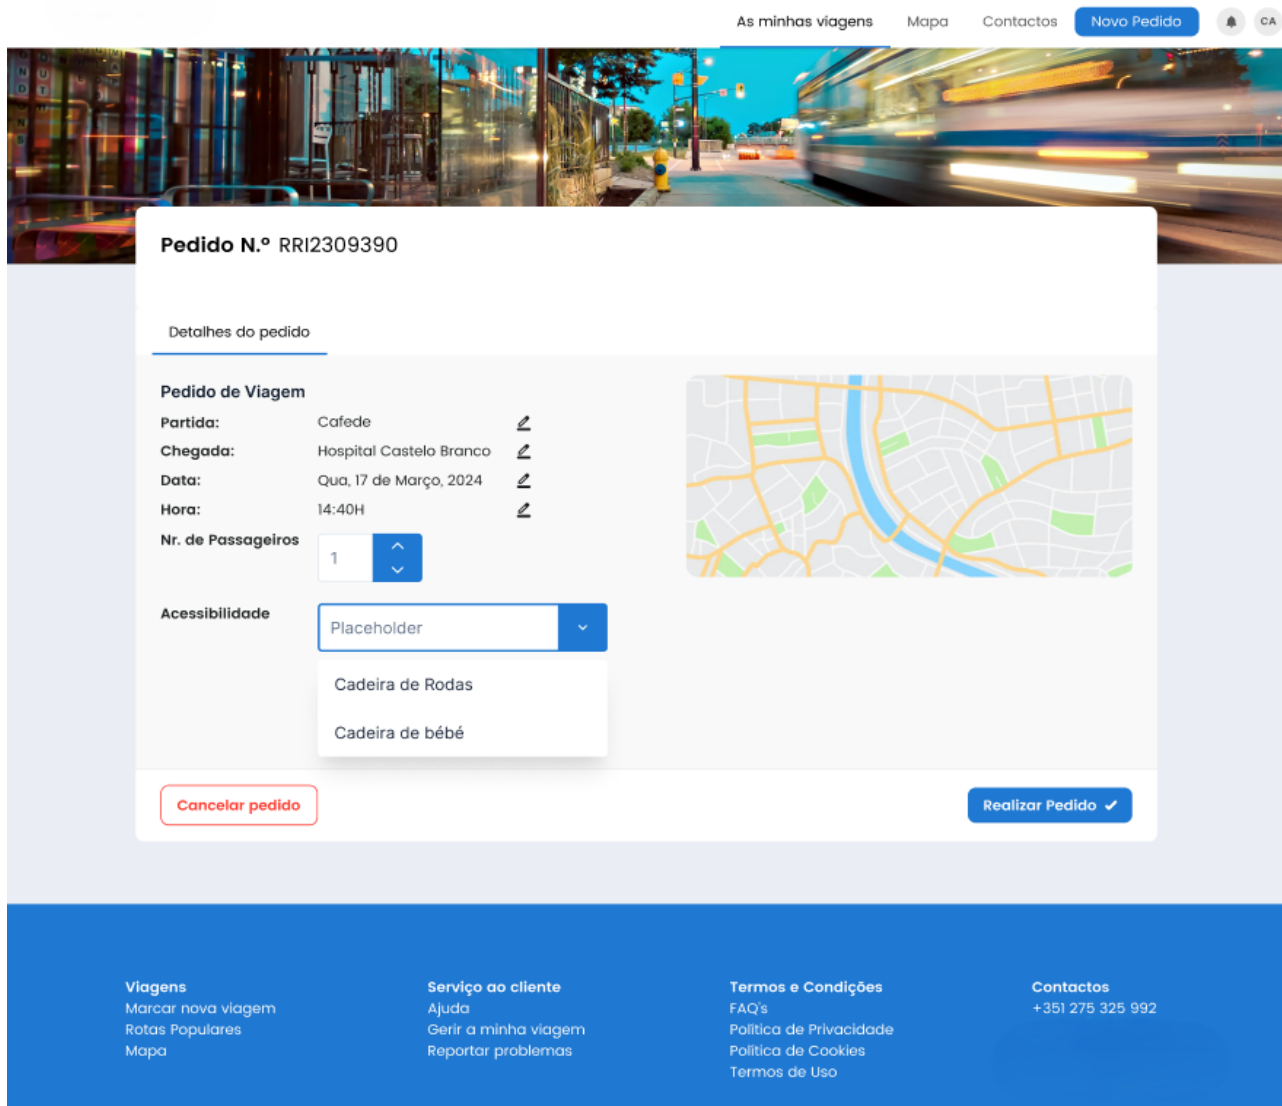 As minhas viagens
Mapa
Contactos
Novo Pedido
CA
Pedido N.º RRI2309390
Detalhes do pedido
Pedido de Viagem
Partida: Cafede
Chegada: Hospital Castelo Branco
Data: Qua, 17 de Março, 2024
Hora: 14:40H
Nr. de Passageiros 1
Acessibilidade Placeholder
Cadeira de Rodas
Cadeira de bébé
Cancelar pedido
Realizar Pedido
Viagens
Marcar nova viagem
Rotas Populares
Mapa
Serviço ao cliente
Ajuda
Gerir a minha viagem
Reportar problemas
Termos e Condições
FAQ's
Política de Privacidade
Política de Cookies
Termos de Uso
Contactos
+351 275 325 992